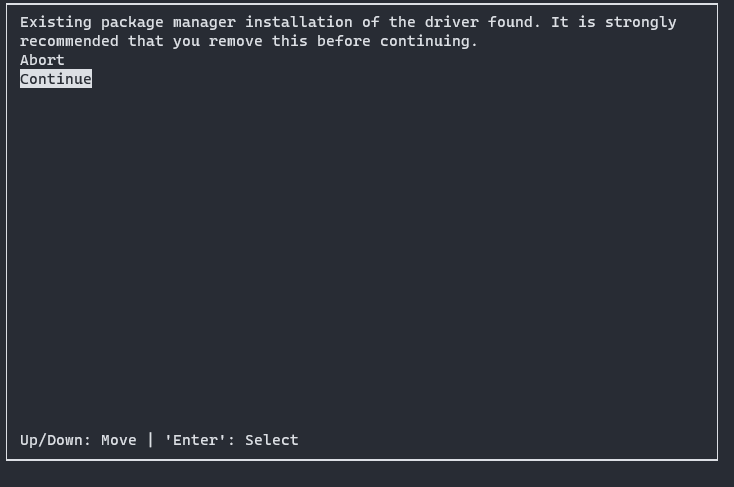 Existing package manager installation of the driver found. It is strongly
recommended that you remove this before continuing.
Abort
Continue
Up/Down: Move | 'Enter': Select